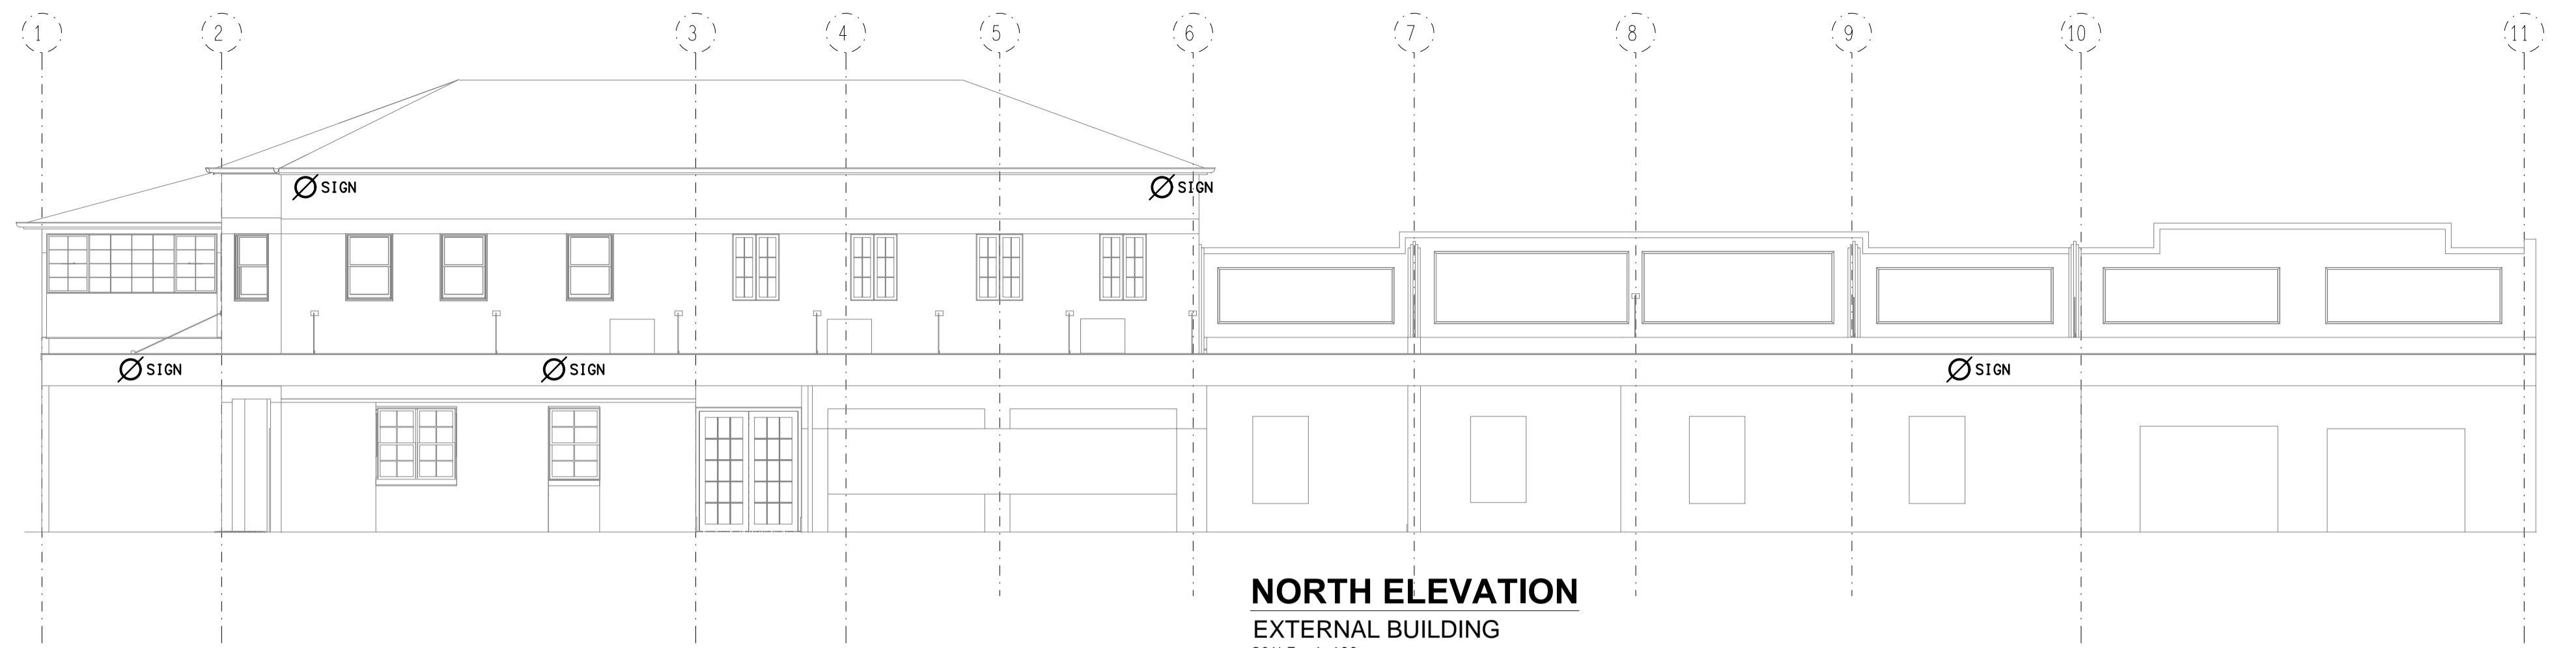 1 2 3 4 5 6 7 8 9 10 11
SIGN SIGN
SIGN SIGN SIGN
NORTH ELEVATION
EXTERNAL BUILDING